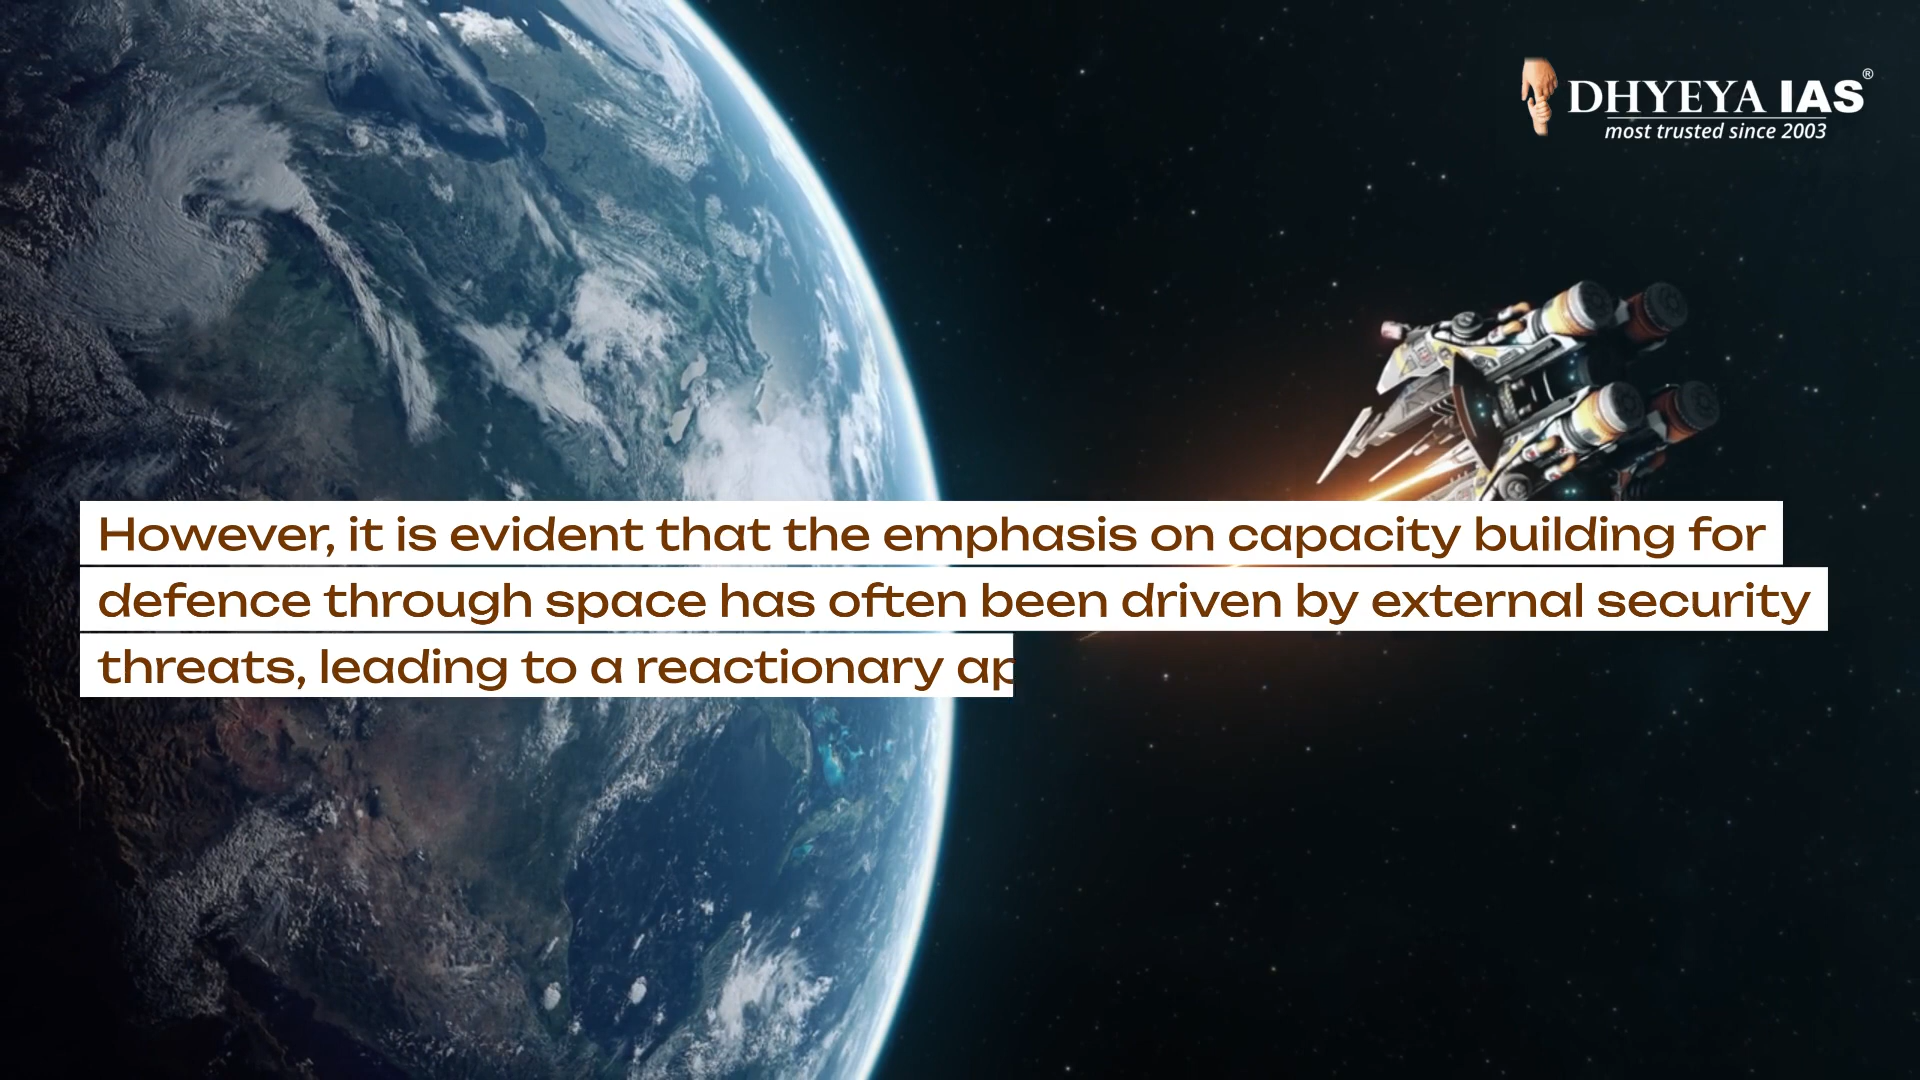 DHYEYA IAS®
most trusted since 2003
However, it is evident that the emphasis on capacity building for
defence through space has often been driven by external security
threats, leading to a reactionary